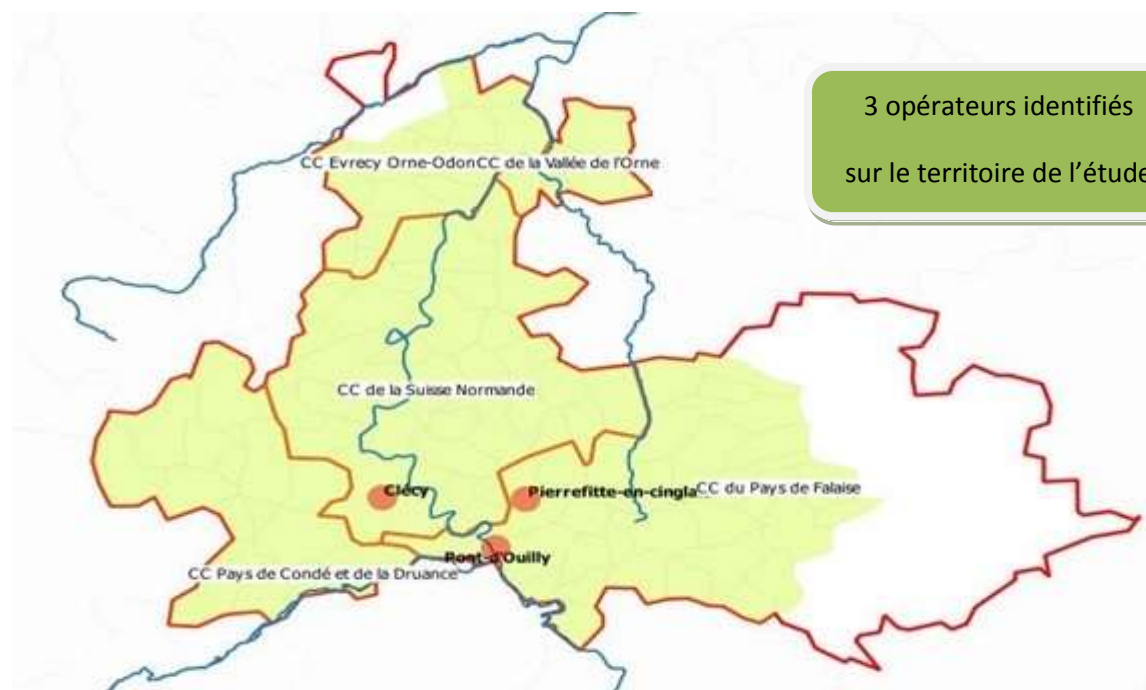 3 opérateurs identifiés
sur le territoire de l’étude
CC Evrecy Orne-Odon
CC de la Vallée de l'Orne
CC de la Suisse Normande
Clécy
Pierrefitte-en-cingla
CC du Pays de Falaise
Pont-d'Ouilly
CC Pays de Condé et de la Druance